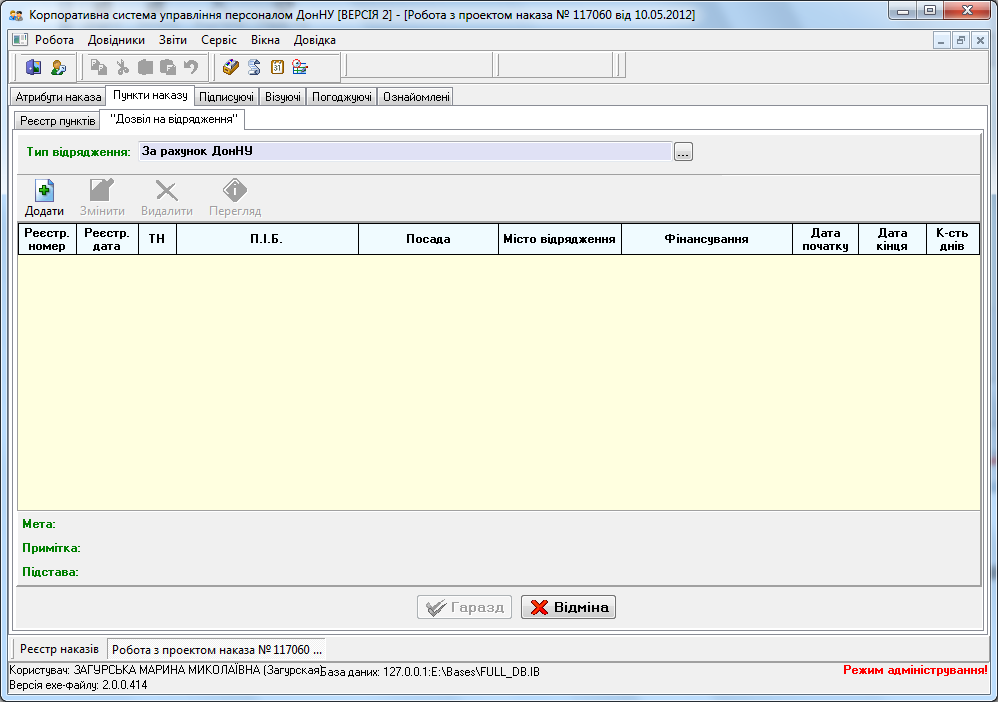 Корпоративна система управління персоналом ДонНУ [ВЕРСІЯ 2] - [Робота з проектом наказа № 117060 від 10.05.2012]
Робота Довідники Звіти Сервіс Вікна Довідка
Атрибути наказа Пункти наказу Підписуючі Візуючі Погоджуючі Ознайомлені
Реєстр пунктів "Дозвіл на відрядження"
Тип відрядження: За рахунок ДонНУ ...
Додати Змінити Видалити Перегляд
Реєстр. номер Реєстр. дата ТН П.І.Б. Посада Місто відрядження Фінансування Дата початку Дата кінця К-сть днів
Мета:
Примітка:
Підстава:
Гаразд Відміна
Реєстр наказів Робота з проектом наказа № 117060 ...
Користувач: ЗАГУРСЬКА МАРИНА МИКОЛАЇВНА (Загурская) База даних: 127.0.0.1:E:\Bases\FULL_DB.IB Режим адміністрування!
Версія exe-файлу: 2.0.0.414